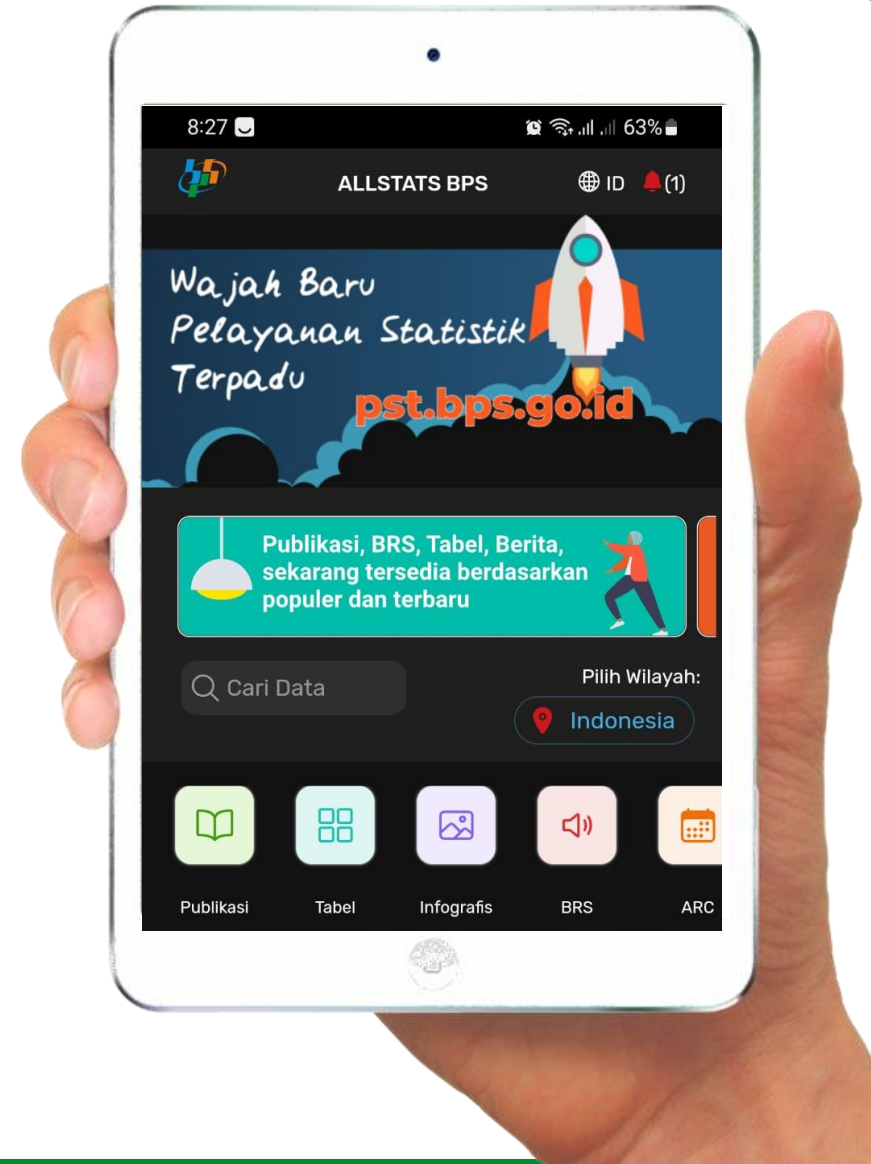 8:27
63%
ALLSTATS BPS
ID
(1)
Wajah Baru
Pelayanan Statistik
Terpadu
pst.bps.go.id
Publikasi, BRS, Tabel, Berita,
sekarang tersedia berdasarkan
populer dan terbaru
Cari Data
Pilih Wilayah:
Indonesia
Publikasi
Tabel
Infografis
BRS
ARC